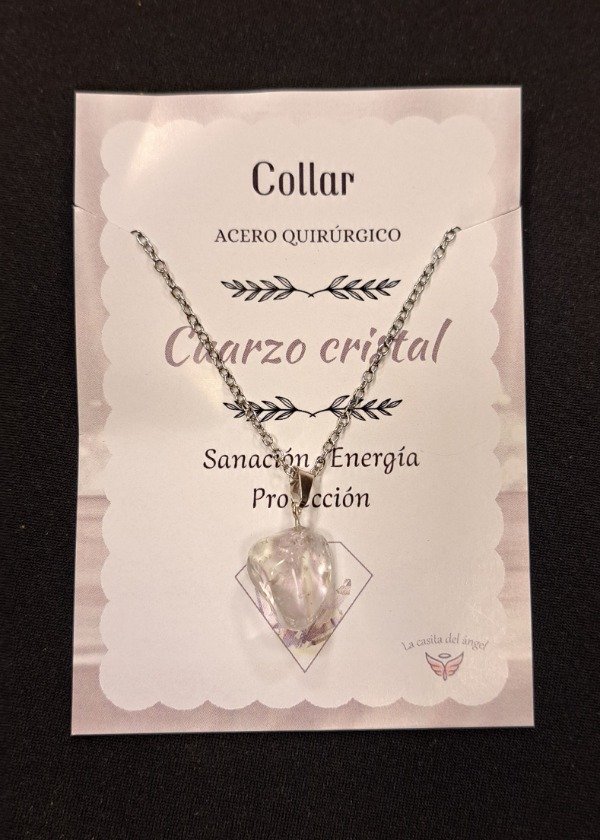 Collar
ACERO QUIRÚRGICO
Cuarzo cristal
Sanación Energía
Protección
La casita del ángel